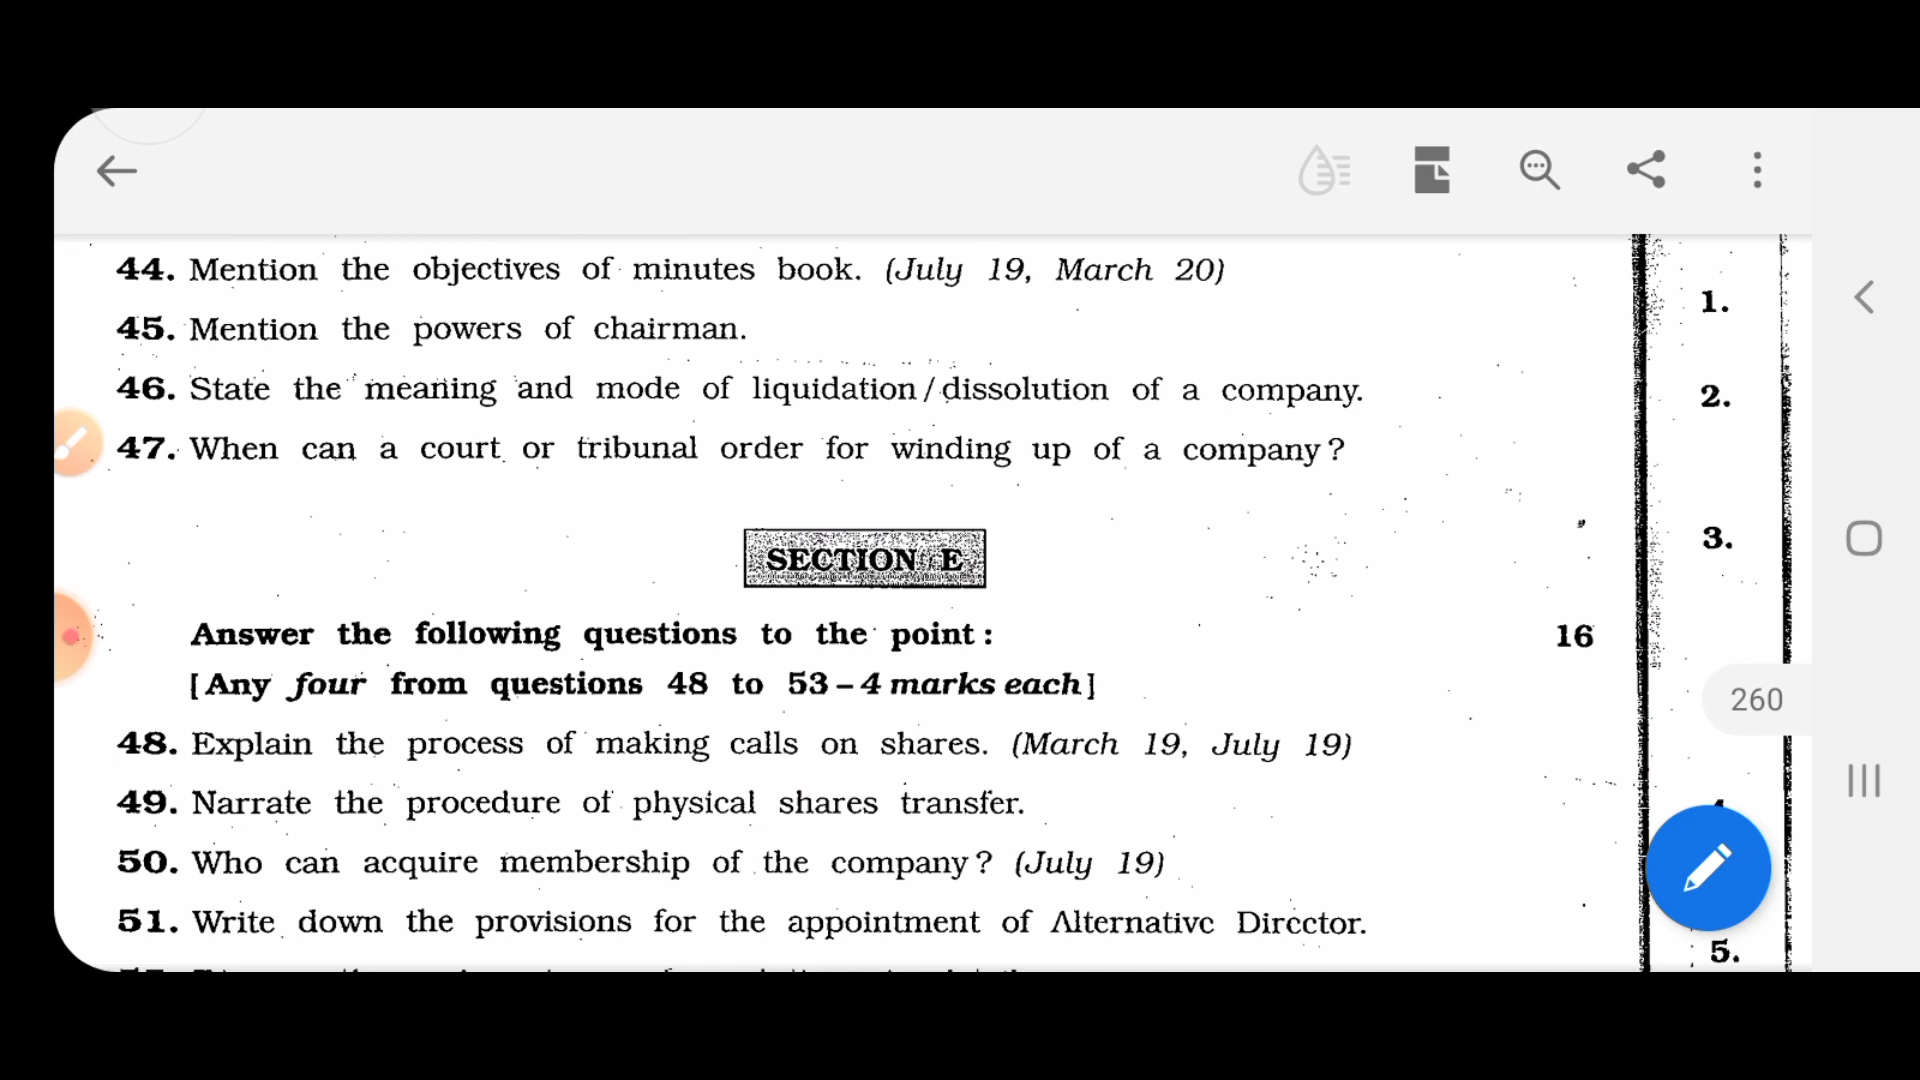 44. Mention the objectives of minutes book. (July 19, March 20)
45. Mention the powers of chairman.
46. State the meaning and mode of liquidation/dissolution of a company.
47. When can a court or tribunal order for winding up of a company?
SECTION E
Answer the following questions to the point : 16
[Any four from questions 48 to 53 – 4 marks each]
48. Explain the process of making calls on shares. (March 19, July 19)
49. Narrate the procedure of physical shares transfer.
50. Who can acquire membership of the company? (July 19)
51. Write down the provisions for the appointment of Alternative Director.
1.
2.
3.
260
5.